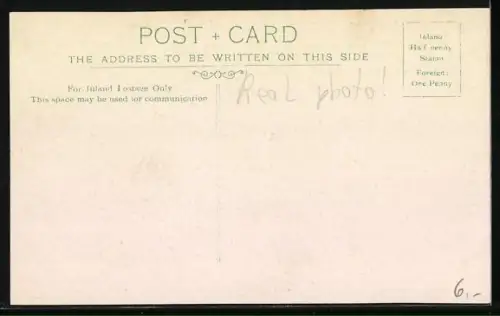 POST + CARD
THE ADDRESS TO BE WRITTEN ON THIS SIDE
For Inland Postage Only
This space may be used for communication
Real photo!
Inland
Half-penny
Stamp
Foreign:
One Penny
6,-